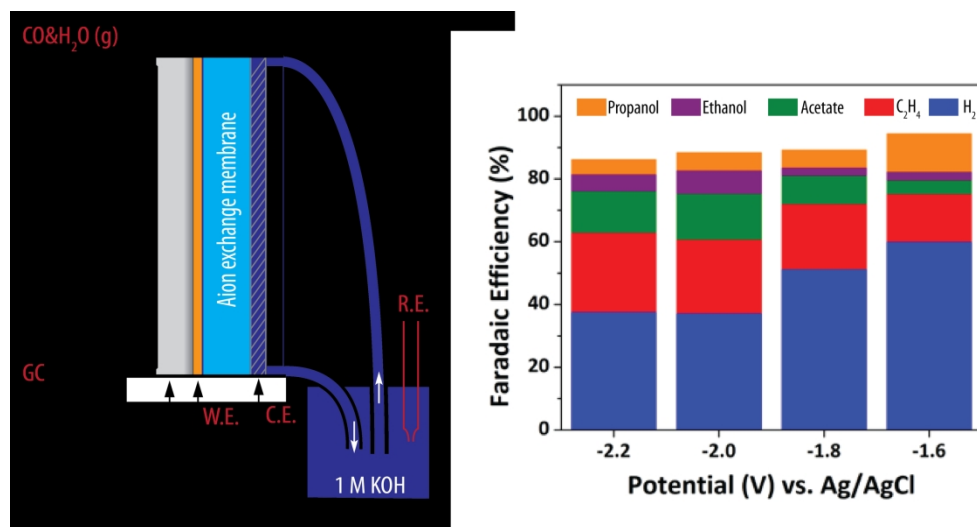 CO&H₂O (g)
Aion exchange membrane
R.E.
GC
W.E.
C.E.
1 M KOH
Propanol
Ethanol
Acetate
C₂H₄
H₂
Faradaic Efficiency (%)
100
80
60
40
20
0
-2.2
-2.0
-1.8
-1.6
Potential (V) vs. Ag/AgCl